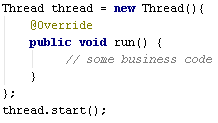 Thread thread = new Thread(){
@Override
public void run() {
// some business code
}
};
thread.start();